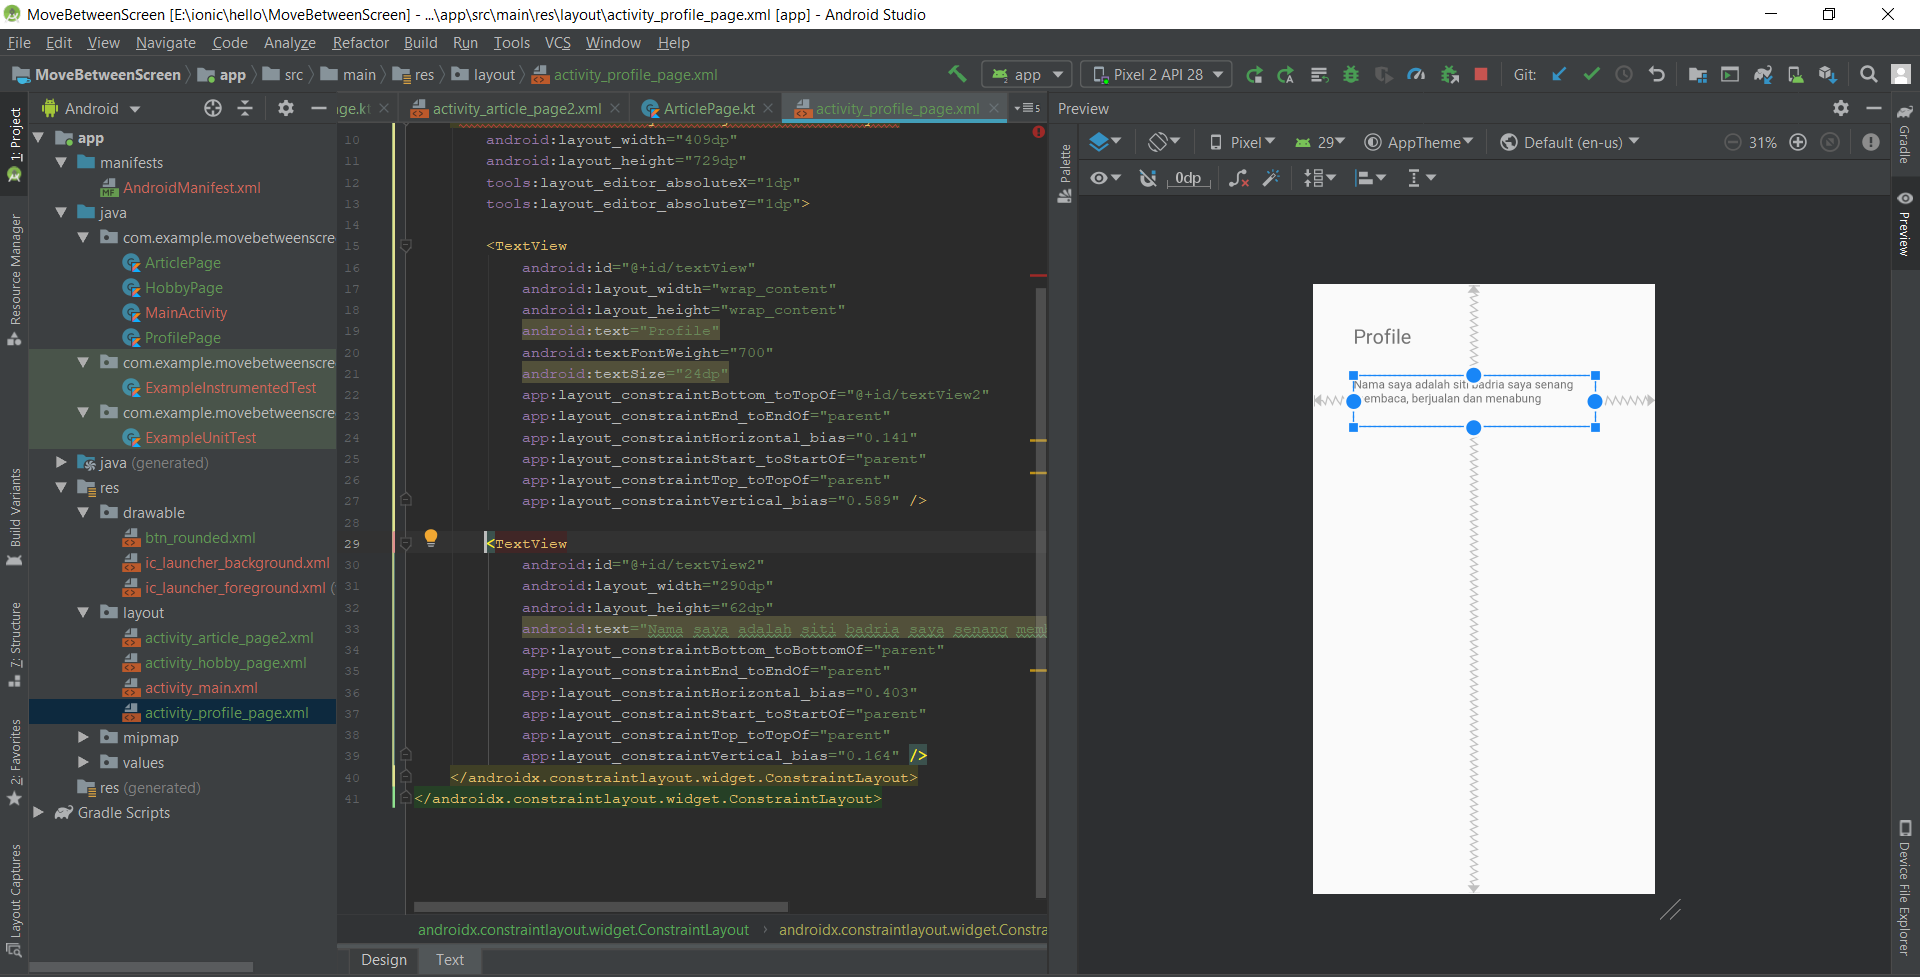 MoveBetweenScreen [E:\ionic\hello\MoveBetweenScreen] - ...\app\src\main\res\layout\activity_profile_page.xml [app] - Android Studio
File Edit View Navigate Code Analyze Refactor Build Run Tools VCS Window Help
MoveBetweenScreen app src main res layout activity_profile_page.xml
app Pixel 2 API 28 Git:
1: Project
Resource Manager
Build Variants
7: Structure
2: Favorites
Layout Captures
Android
app
manifests
AndroidManifest.xml
java
com.example.movebetweenscre
ArticlePage
HobbyPage
MainActivity
ProfilePage
com.example.movebetweenscre
ExampleInstrumentedTest
com.example.movebetweenscre
ExampleUnitTest
java (generated)
res
drawable
btn_rounded.xml
ic_launcher_background.xml
ic_launcher_foreground.xml (
layout
activity_article_page2.xml
activity_hobby_page.xml
activity_main.xml
activity_profile_page.xml
mipmap
values
res (generated)
Gradle Scripts
ge.kt activity_article_page2.xml ArticlePage.kt activity_profile_page.xml 5
10 android:layout_width="409dp"
11 android:layout_height="729dp"
12 tools:layout_editor_absoluteX="1dp"
13 tools:layout_editor_absoluteY="1dp">
14
15 <TextView
16 android:id="@+id/textView"
17 android:layout_width="wrap_content"
18 android:layout_height="wrap_content"
19 android:text="Profile"
20 android:textFontWeight="700"
21 android:textSize="24dp"
22 app:layout_constraintBottom_toTopOf="@+id/textView2"
23 app:layout_constraintEnd_toEndOf="parent"
24 app:layout_constraintHorizontal_bias="0.141"
25 app:layout_constraintStart_toStartOf="parent"
26 app:layout_constraintTop_toTopOf="parent"
27 app:layout_constraintVertical_bias="0.589" />
28
29 <TextView
30 android:id="@+id/textView2"
31 android:layout_width="290dp"
32 android:layout_height="62dp"
33 android:text="Nama saya adalah siti badria saya senang memb
34 app:layout_constraintBottom_toBottomOf="parent"
35 app:layout_constraintEnd_toEndOf="parent"
36 app:layout_constraintHorizontal_bias="0.403"
37 app:layout_constraintStart_toStartOf="parent"
38 app:layout_constraintTop_toTopOf="parent"
39 app:layout_constraintVertical_bias="0.164" />
40 </androidx.constraintlayout.widget.ConstraintLayout>
41 </androidx.constraintlayout.widget.ConstraintLayout>
androidx.constraintlayout.widget.ConstraintLayout › androidx.constraintlayout.widget.Constra
Design Text
Palette
Preview
Pixel 29 AppTheme Default (en-us) 31%
0dp
Profile
Nama saya adalah siti badria saya senang
embaca, berjualan dan menabung
Gradle
Preview
Device File Explorer